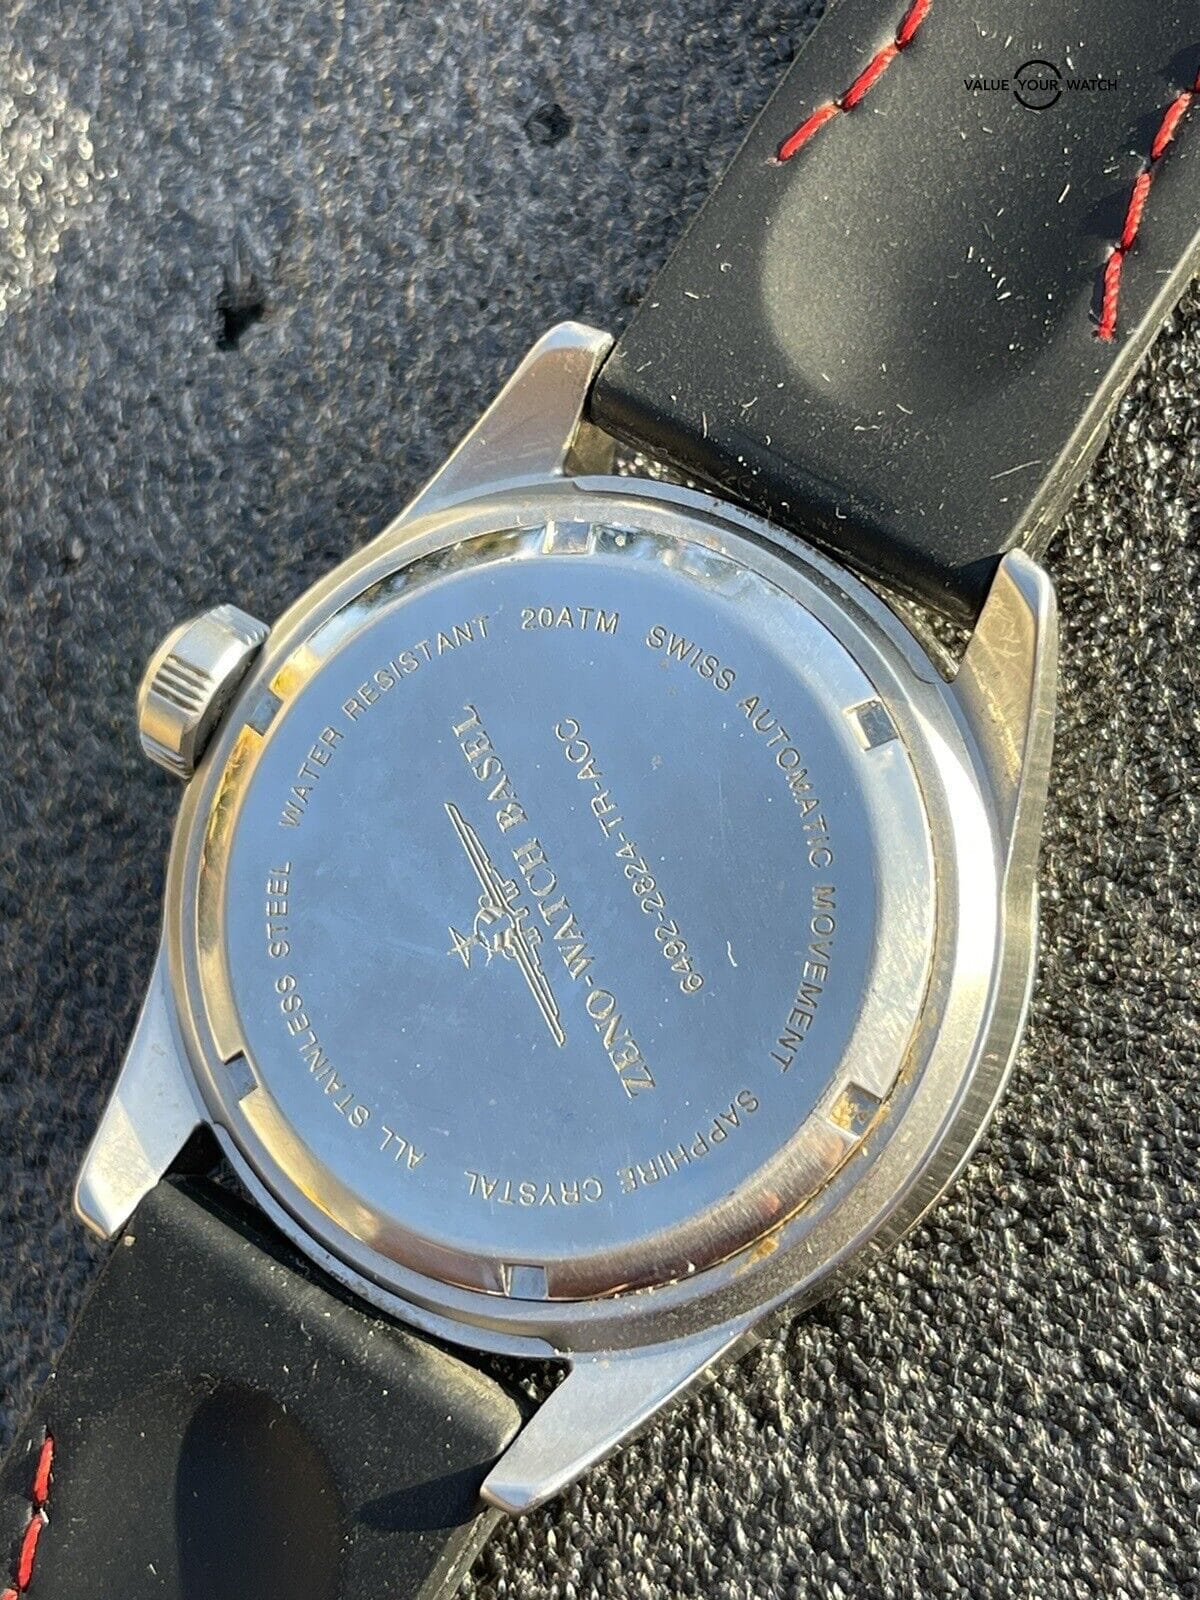 VALUE YOUR WATCH
WATER RESISTANT 20ATM SWISS AUTOMATIC MOVEMENT SAPPHIRE CRYSTAL ALL STAINLESS STEEL
ZENO-WATCH BASEL
6492-2824-TR-ACC